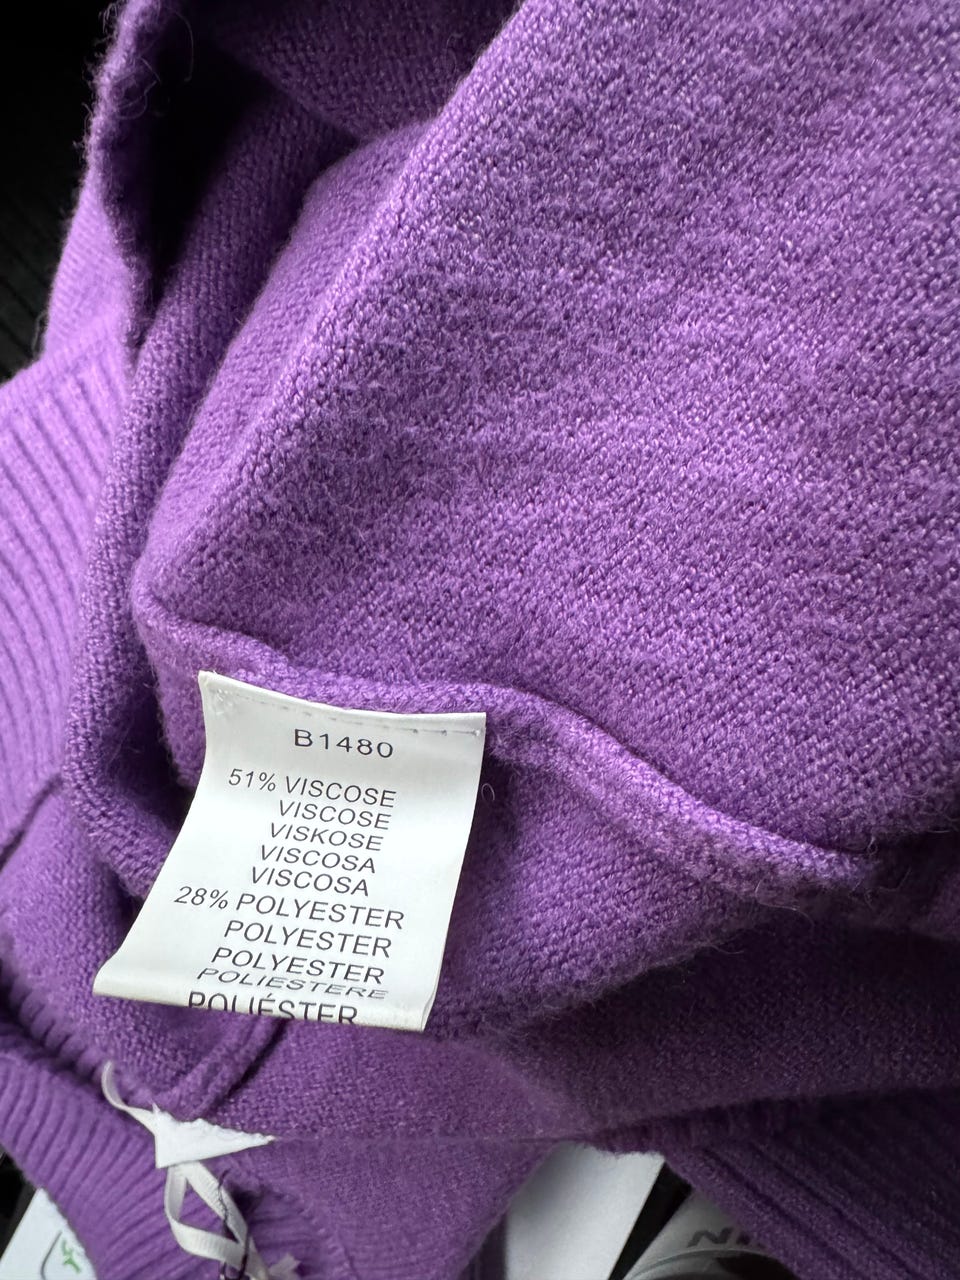 B1480
51% VISCOSE
VISCOSE
VISKOSE
VISCOSA
VISCOSA
28% POLYESTER
POLYESTER
POLYESTER
POLIESTERE
POLIÉSTER